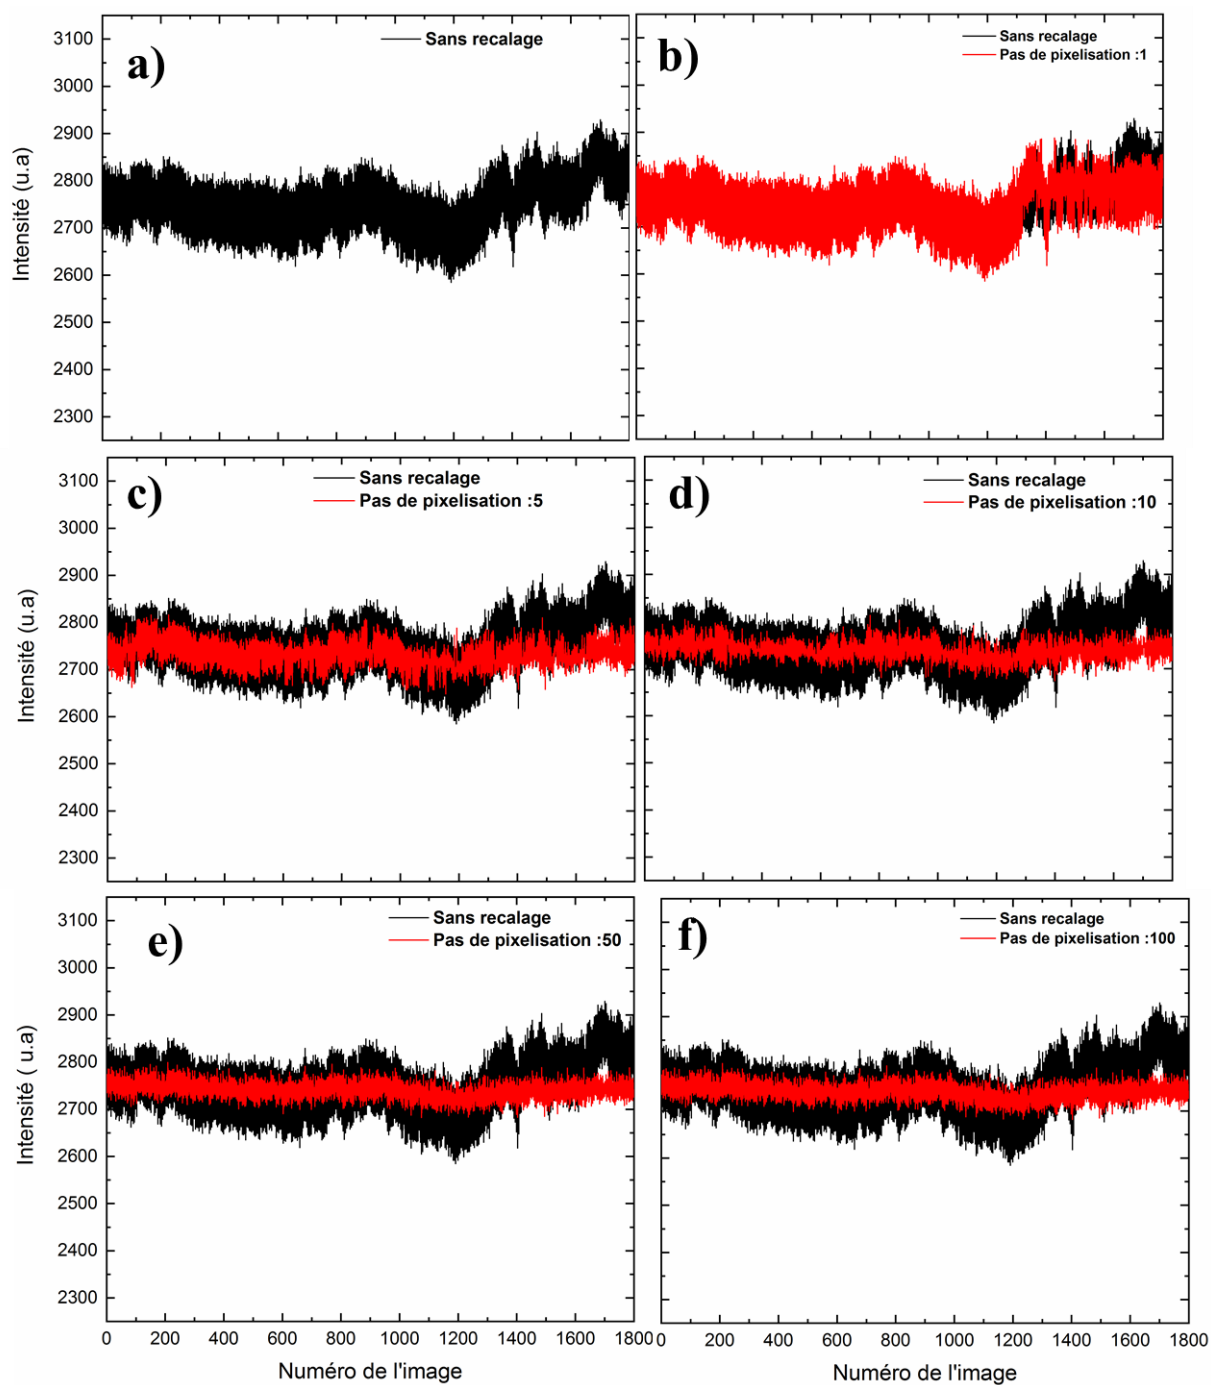 a)
Sans recalage
3100
3000
2900
2800
2700
2600
2500
2400
2300
Intensité (u.a)
b)
Sans recalage
Pas de pixelisation :1
c)
Sans recalage
Pas de pixelisation :5
3100
3000
2900
2800
2700
2600
2500
2400
2300
Intensité (u.a)
d)
Sans recalage
Pas de pixelisation :10
e)
Sans recalage
Pas de pixelisation :50
3100
3000
2900
2800
2700
2600
2500
2400
2300
Intensité ( u.a)
0 200 400 600 800 1000 1200 1400 1600 1800
Numéro de l'image
f)
Sans recalage
Pas de pixelisation :100
0 200 400 600 800 1000 1200 1400 1600 1800
Numéro de l'image